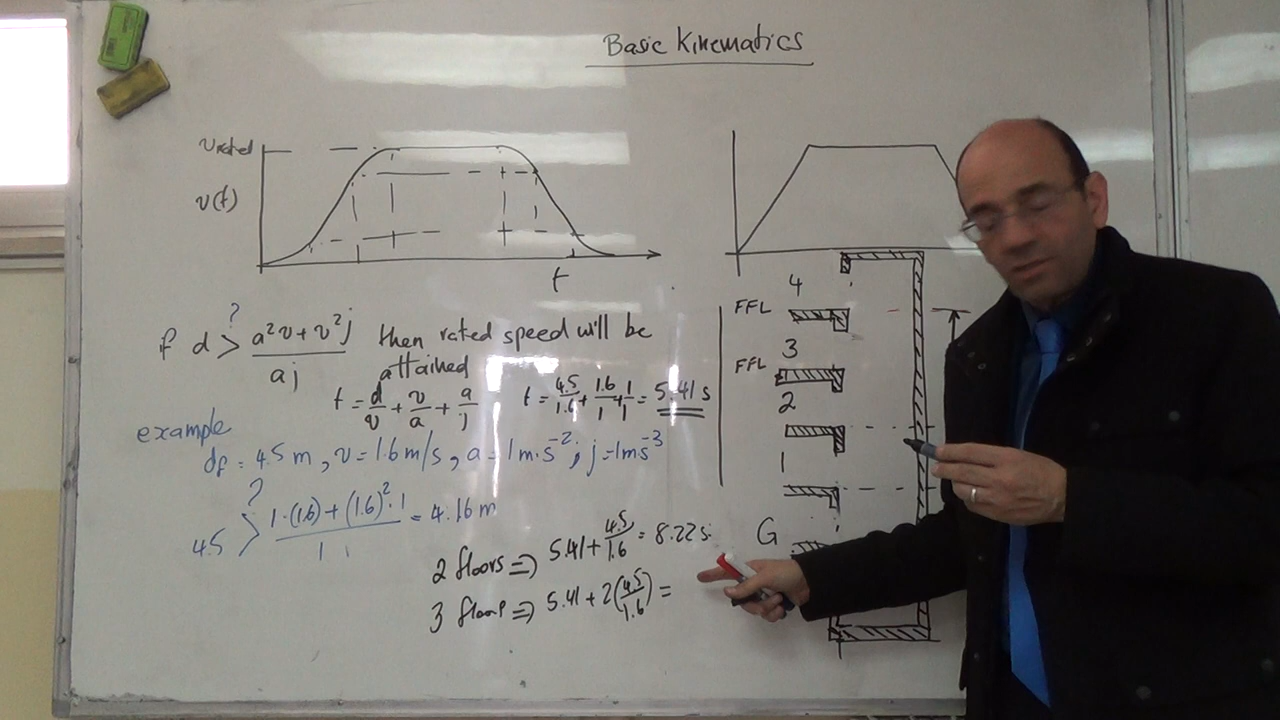 Basic Kinematics
v rated
v(t)
t
if d >? (a²v + v²j)/(aj) then rated speed will be
attained
t = d/v + v/a + a/j t = 4.5/1.6 + 1.6/1 + 1/1 = 5.41 s
example
df = 4.5 m, v = 1.6 m/s, a = 1 m·s⁻², j = 1 m s⁻³
4.5 >? (1·(1.6) + (1.6)²·1)/(1 1) = 4.16 m
2 floors ⇒ 5.41 + 4.5/1.6 = 8.22 s
3 floors ⇒ 5.41 + 2(4.5/1.6) =
4
FFL
3
FFL
2
1
G